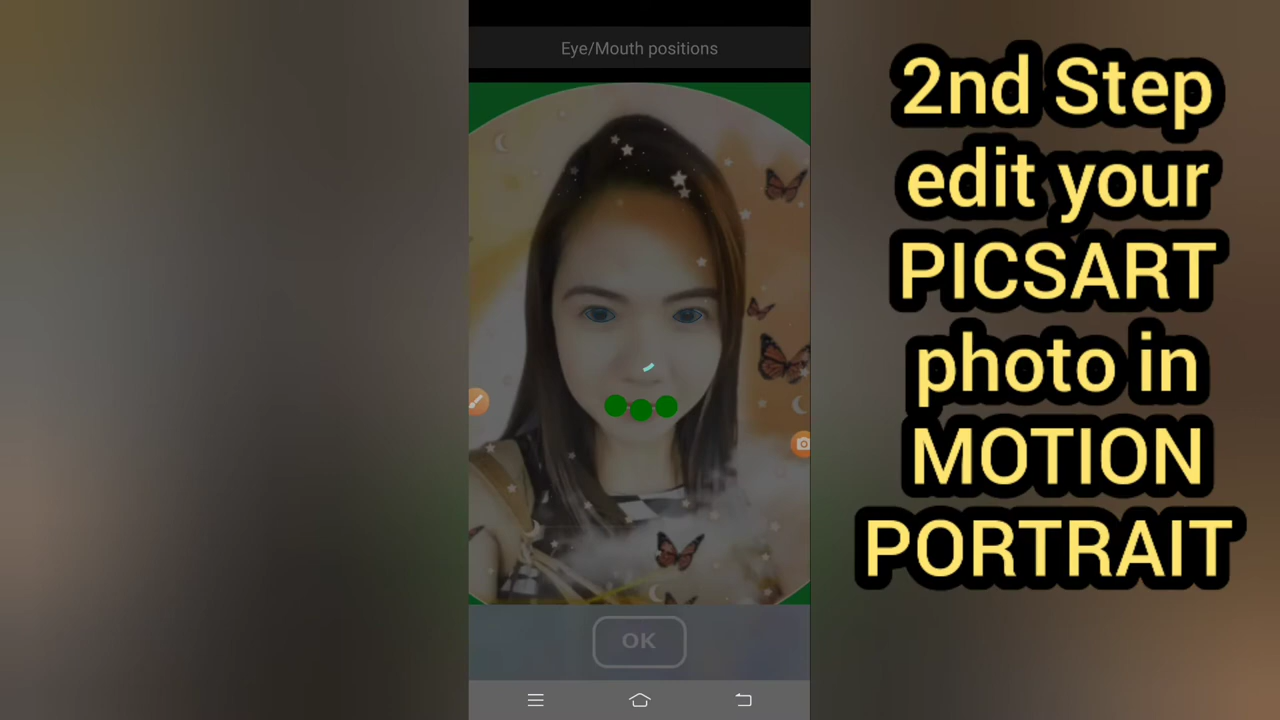 Eye/Mouth positions
2nd Step
edit your
PICSART
photo in
MOTION
PORTRAIT
OK